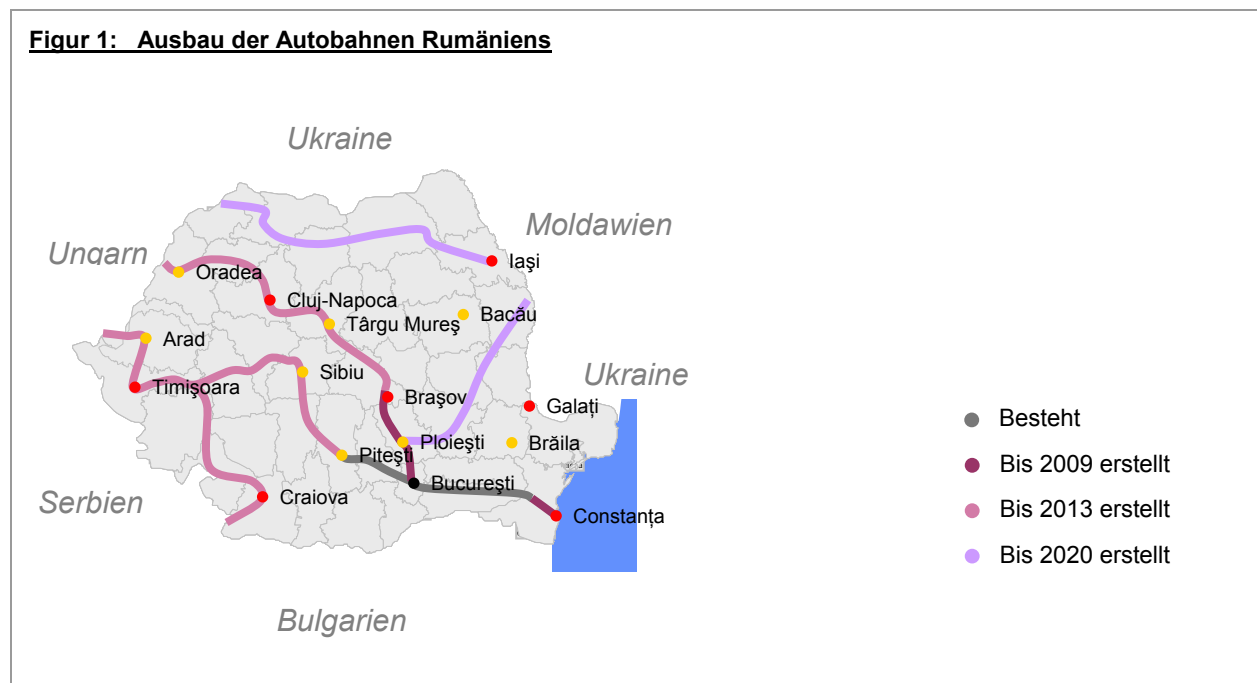 Figur 1: Ausbau der Autobahnen Rumäniens
Ukraine
Moldawien
Ungarn
Iaşi
Oradea
Cluj-Napoca
Târgu Mureş
Bacău
Arad
Sibiu
Ukraine
Timişoara
Braşov
Galaţi
Besteht
Ploieşti
Brăila
Piteşti
Bis 2009 erstellt
Bucureşti
Serbien
Craiova
Constanţa
Bis 2013 erstellt
Bis 2020 erstellt
Bulgarien